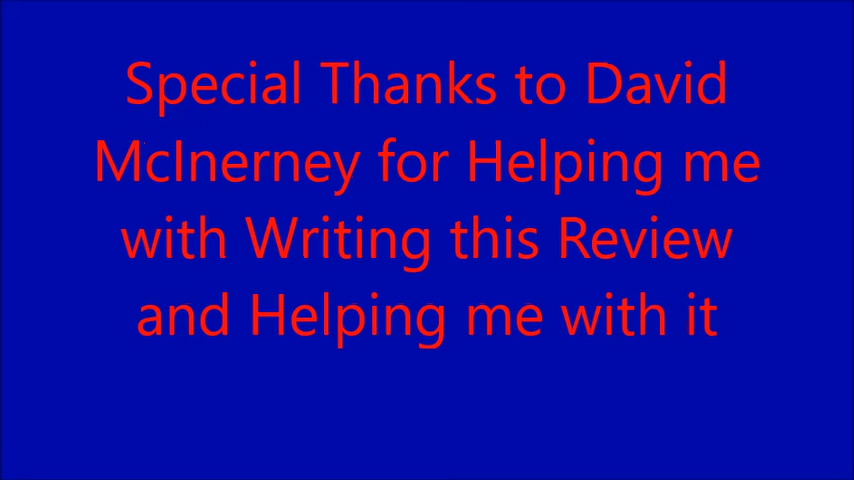 Special Thanks to David
McInerney for Helping me
with Writing this Review
and Helping me with it